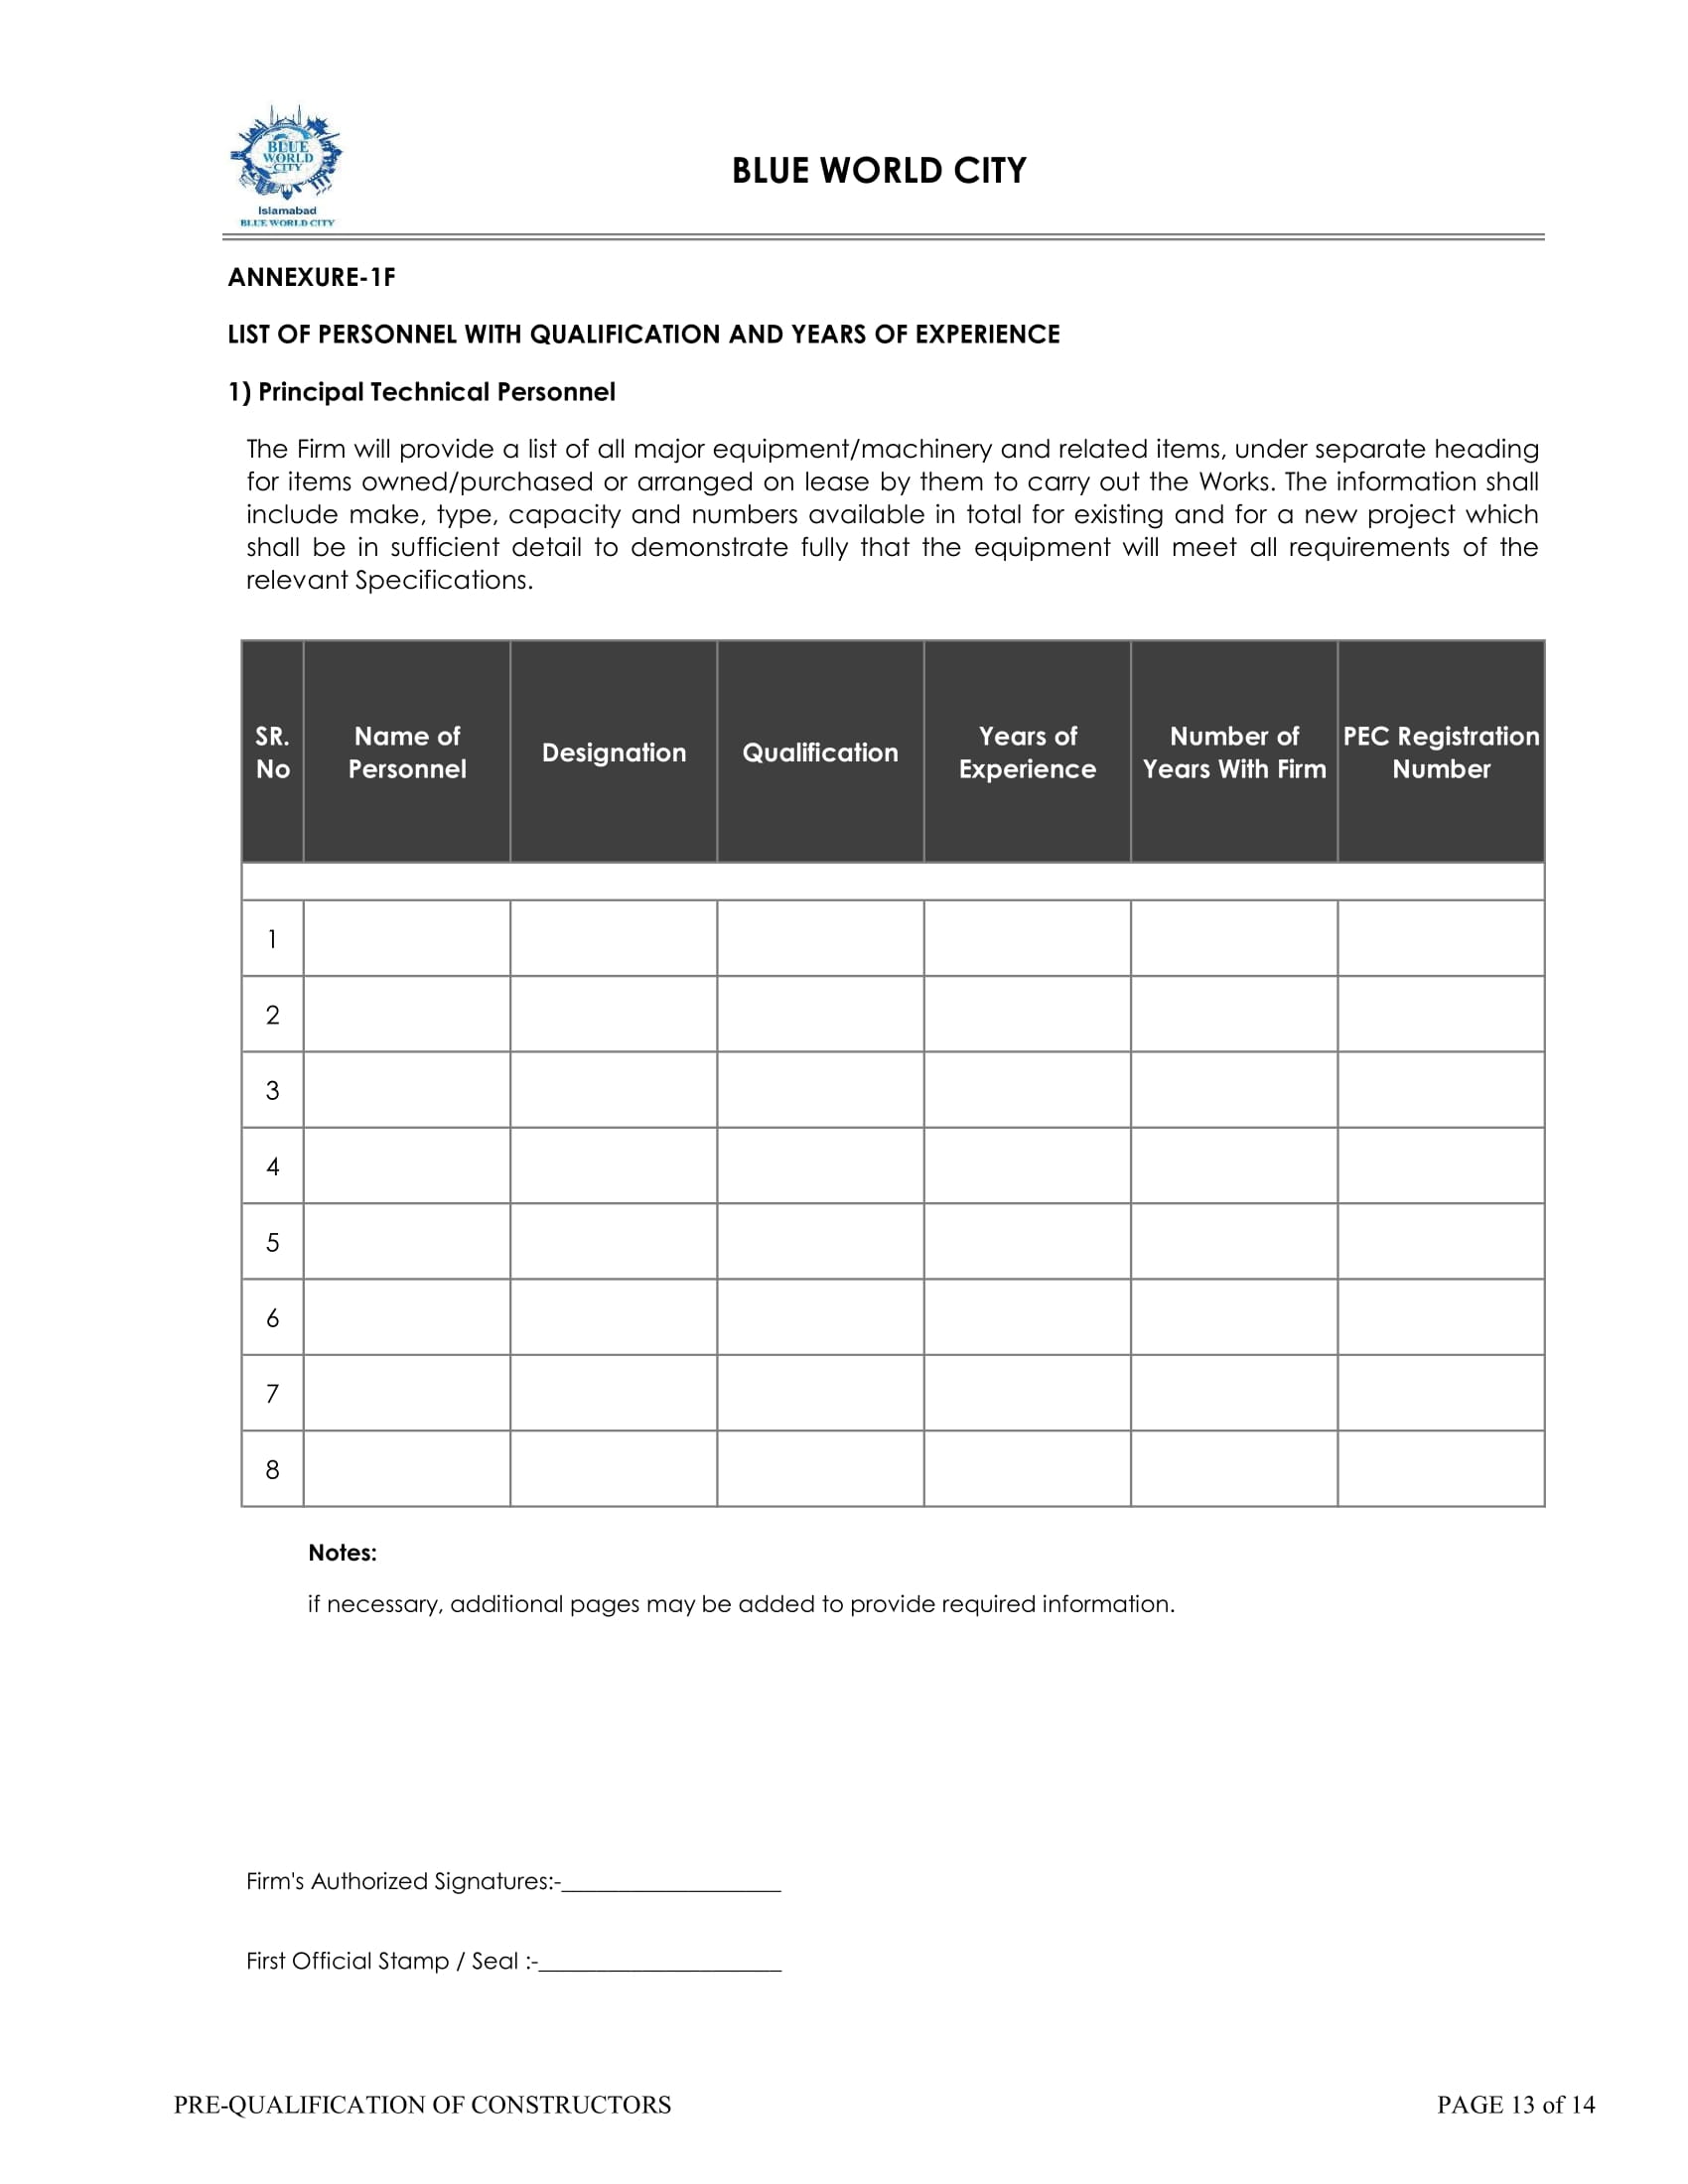 BLUE
WORLD
CITY
Islamabad
BLUE WORLD CITY
BLUE WORLD CITY
ANNEXURE-1F
LIST OF PERSONNEL WITH QUALIFICATION AND YEARS OF EXPERIENCE
1) Principal Technical Personnel
The Firm will provide a list of all major equipment/machinery and related items, under separate heading
for items owned/purchased or arranged on lease by them to carry out the Works. The information shall
include make, type, capacity and numbers available in total for existing and for a new project which
shall be in sufficient detail to demonstrate fully that the equipment will meet all requirements of the
relevant Specifications.
SR.
No
Name of
Personnel
Designation
Qualification
Years of
Experience
Number of
Years With Firm
PEC Registration
Number
1
2
3
4
5
6
7
8
Notes:
if necessary, additional pages may be added to provide required information.
Firm's Authorized Signatures:-__________________
First Official Stamp / Seal :-____________________
PRE-QUALIFICATION OF CONSTRUCTORS
PAGE 13 of 14